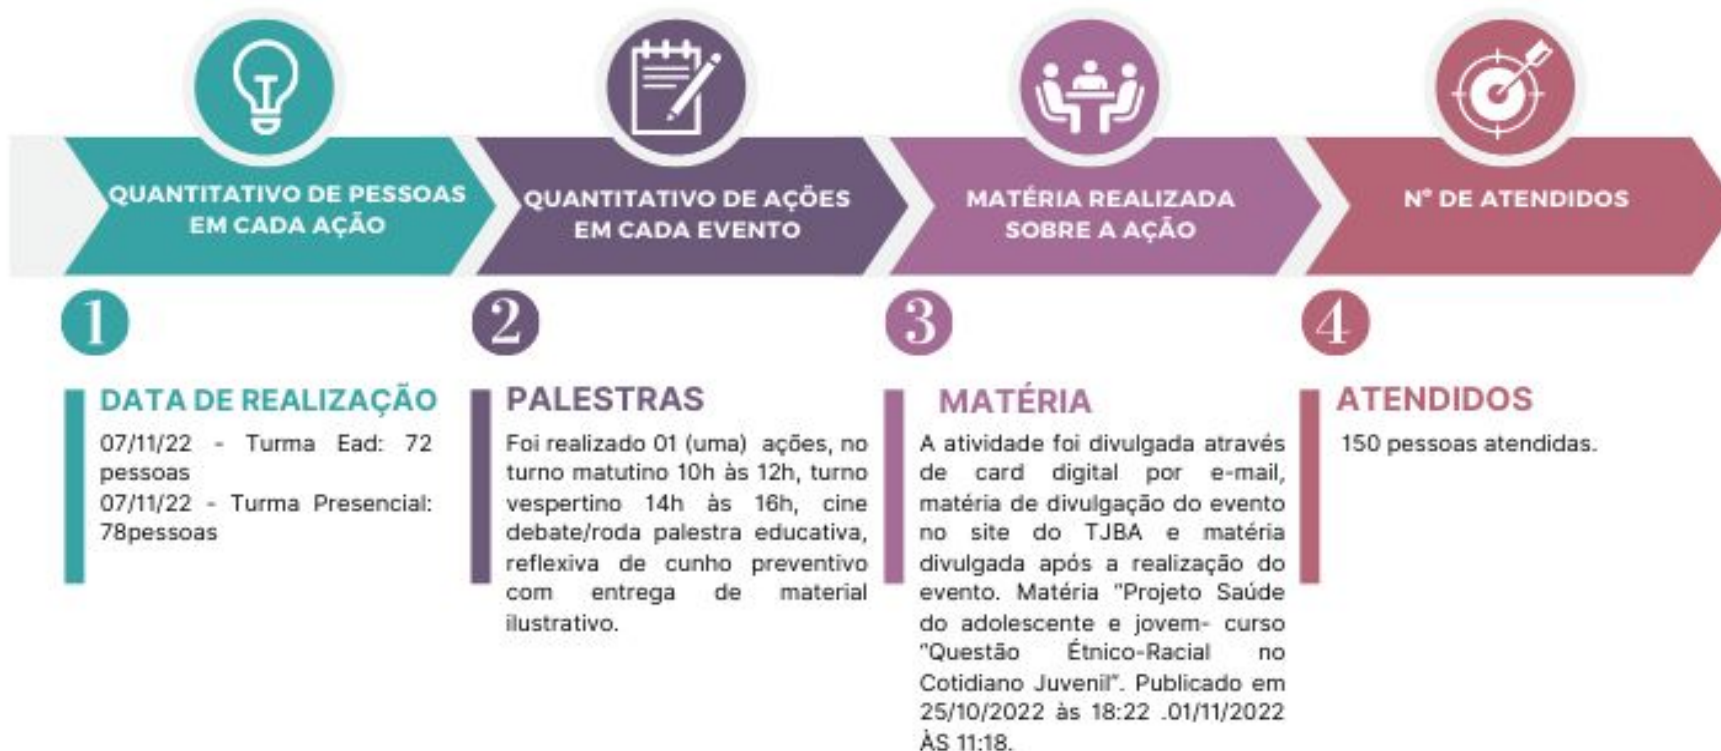 QUANTITATIVO DE PESSOAS
EM CADA AÇÃO
QUANTITATIVO DE AÇÕES
EM CADA EVENTO
MATÉRIA REALIZADA
SOBRE A AÇÃO
Nº DE ATENDIDOS
1
DATA DE REALIZAÇÃO
07/11/22 - Turma Ead: 72
pessoas
07/11/22 - Turma Presencial:
78pessoas
2
PALESTRAS
Foi realizado 01 (uma) ações, no
turno matutino 10h às 12h, turno
vespertino 14h às 16h, cine
debate/roda palestra educativa,
reflexiva de cunho preventivo
com entrega de material
ilustrativo.
3
MATÉRIA
A atividade foi divulgada através
de card digital por e-mail,
matéria de divulgação do evento
no site do TJBA e matéria
divulgada após a realização do
evento. Matéria "Projeto Saúde
do adolescente e jovem- curso
"Questão Étnico-Racial no
Cotidiano Juvenil". Publicado em
25/10/2022 às 18:22 .01/11/2022
ÀS 11:18.
4
ATENDIDOS
150 pessoas atendidas.